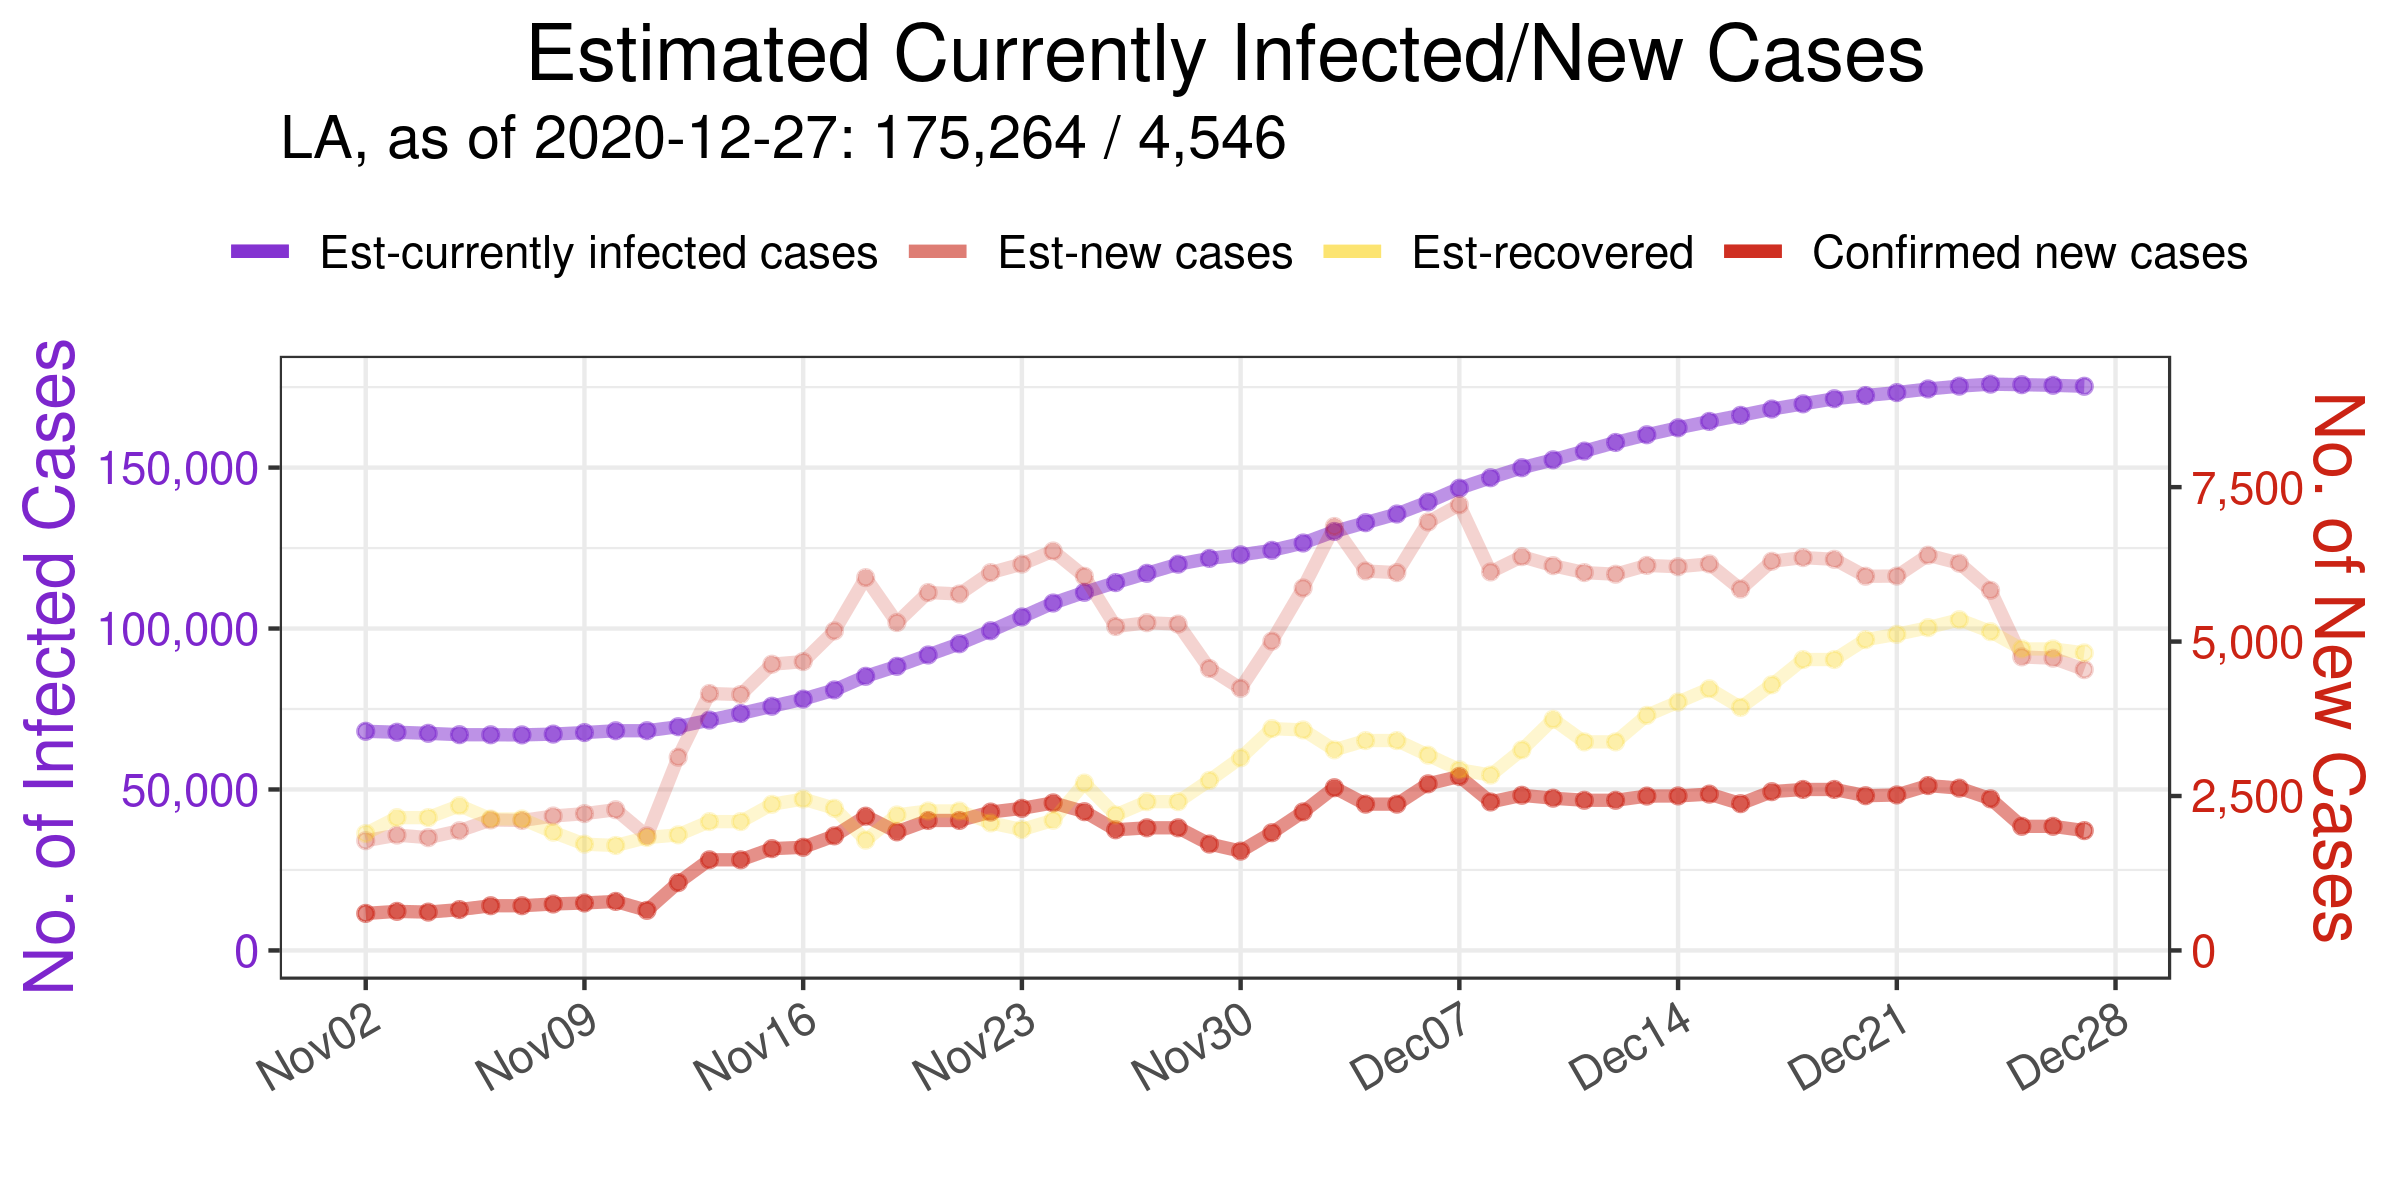 Estimated Currently Infected/New Cases
LA, as of 2020-12-27: 175,264 / 4,546
Est-currently infected cases Est-new cases Est-recovered Confirmed new cases
No. of Infected Cases
150,000
100,000
50,000
0
7,500
5,000
2,500
0
No. of New Cases
Nov02 Nov09 Nov16 Nov23 Nov30 Dec07 Dec14 Dec21 Dec28